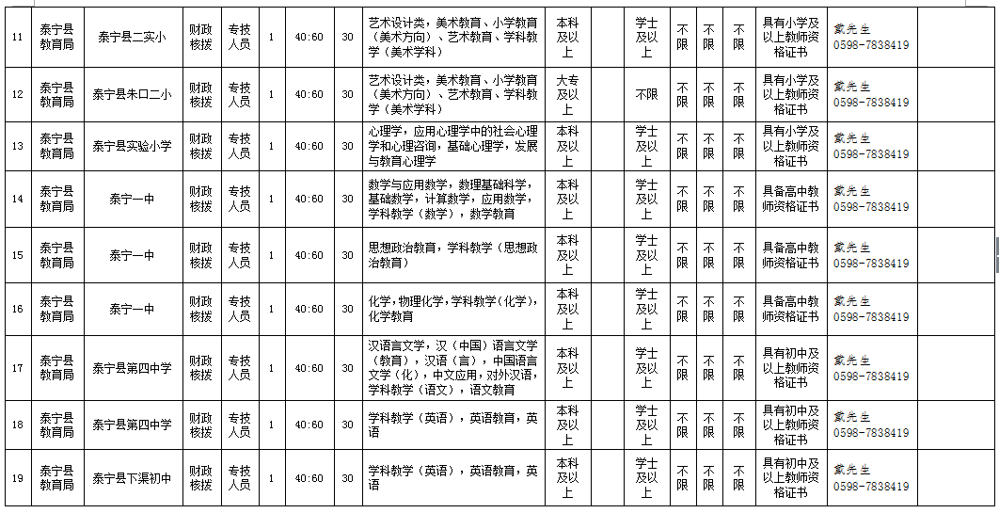 11 泰宁县教育局 泰宁县二实小 财政核拨 专技人员 1 40:60 30 艺术设计类，美术教育、小学教育（美术方向）、艺术教育、学科教学（美术学科） 本科及以上 学士及以上 不限 不限 不限 具有小学及以上教师资格证书 戴先生 0598-7838419
12 泰宁县教育局 泰宁县朱口二小 财政核拨 专技人员 1 40:60 30 艺术设计类，美术教育、小学教育（美术方向）、艺术教育、学科教学（美术学科） 大专及以上 不限 不限 不限 不限 具有小学及以上教师资格证书 戴先生 0598-7838419
13 泰宁县教育局 泰宁县实验小学 财政核拨 专技人员 1 40:60 30 心理学，应用心理学中的社会心理学和心理咨询，基础心理学，发展与教育心理学 本科及以上 学士及以上 不限 不限 不限 具有小学及以上教师资格证书 戴先生 0598-7838419
14 泰宁县教育局 泰宁一中 财政核拨 专技人员 1 40:60 30 数学与应用数学，数理基础科学，基础数学，计算数学，应用数学，学科教学（数学），数学教育 本科及以上 学士及以上 不限 不限 不限 具备高中教师资格证书 戴先生 0598-7838419
15 泰宁县教育局 泰宁一中 财政核拨 专技人员 1 40:60 30 思想政治教育，学科教学（思想政治教育） 本科及以上 学士及以上 不限 不限 不限 具备高中教师资格证书 戴先生 0598-7838419
16 泰宁县教育局 泰宁一中 财政核拨 专技人员 1 40:60 30 化学，物理化学，学科教学（化学），化学教育 本科及以上 学士及以上 不限 不限 不限 具备高中教师资格证书 戴先生 0598-7838419
17 泰宁县教育局 泰宁县第四中学 财政核拨 专技人员 1 40:60 30 汉语言文学，汉（中国）语言文学（教育），汉语（言），中国语言文学（化），中文应用，对外汉语，学科教学（语文），语文教育 本科及以上 学士及以上 不限 不限 不限 具有初中及以上教师资格证书 戴先生 0598-7838419
18 泰宁县教育局 泰宁县第四中学 财政核拨 专技人员 1 40:60 30 学科教学（英语），英语教育，英语 本科及以上 学士及以上 不限 不限 不限 具有初中及以上教师资格证书 戴先生 0598-7838419
19 泰宁县教育局 泰宁县下渠初中 财政核拨 专技人员 1 40:60 30 学科教学（英语），英语教育，英语 本科及以上 学士及以上 不限 不限 不限 具有初中及以上教师资格证书 戴先生 0598-7838419